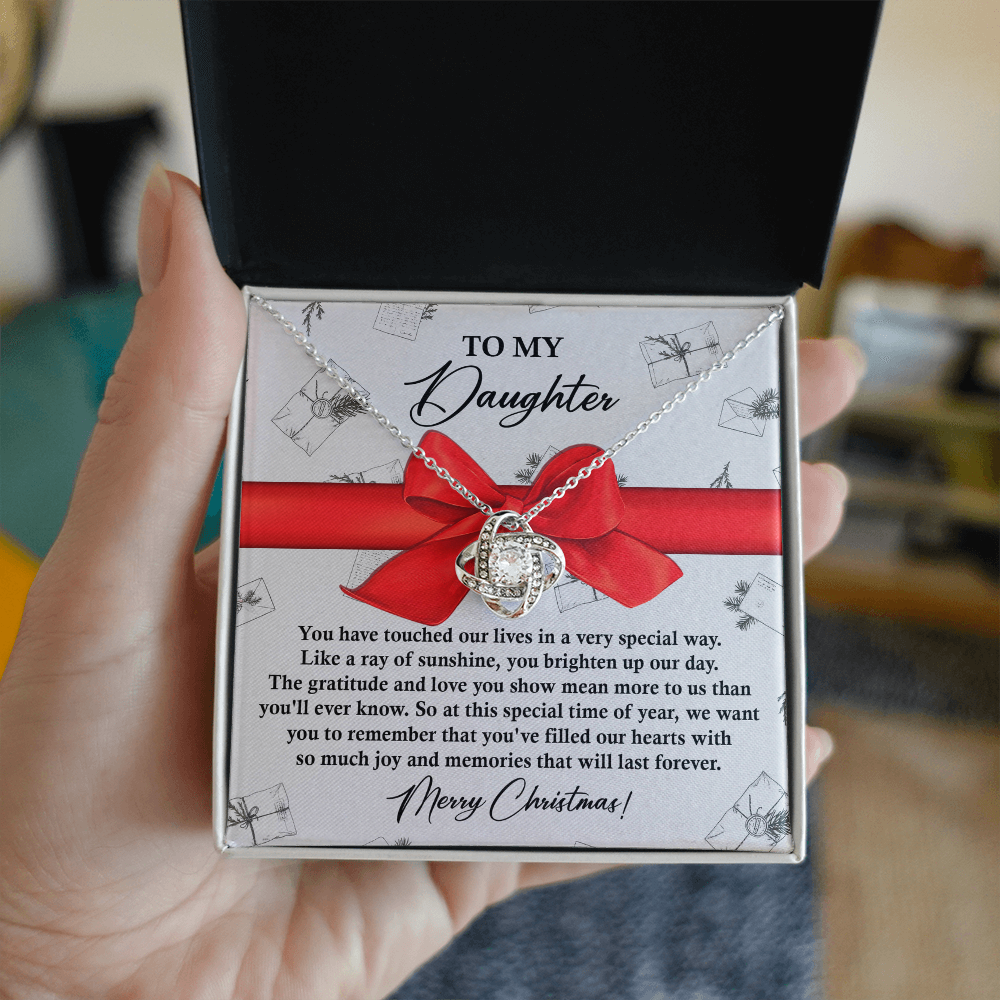 TO MY
Daughter
You have touched our lives in a very special way.
Like a ray of sunshine, you brighten up our day.
The gratitude and love you show mean more to us than
you'll ever know. So at this special time of year, we want
you to remember that you've filled our hearts with
so much joy and memories that will last forever.
Merry Christmas!